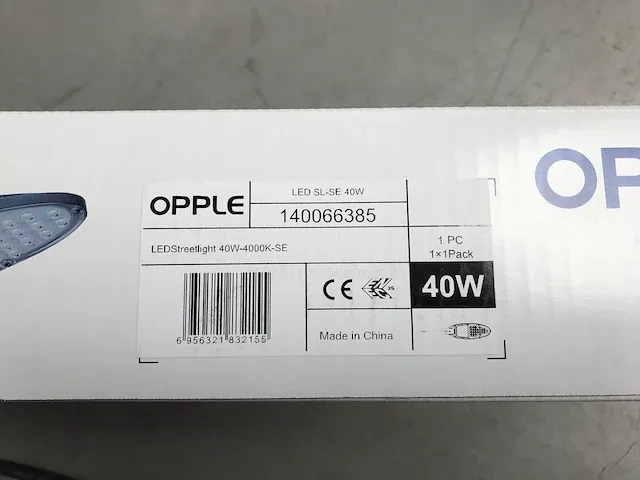 OPPLE
LED SL-SE 40W
140066385
LEDStreetlight 40W-4000K-SE
1 PC
1×1Pack
CE
40W
6 956321 832155
Made in China
OP